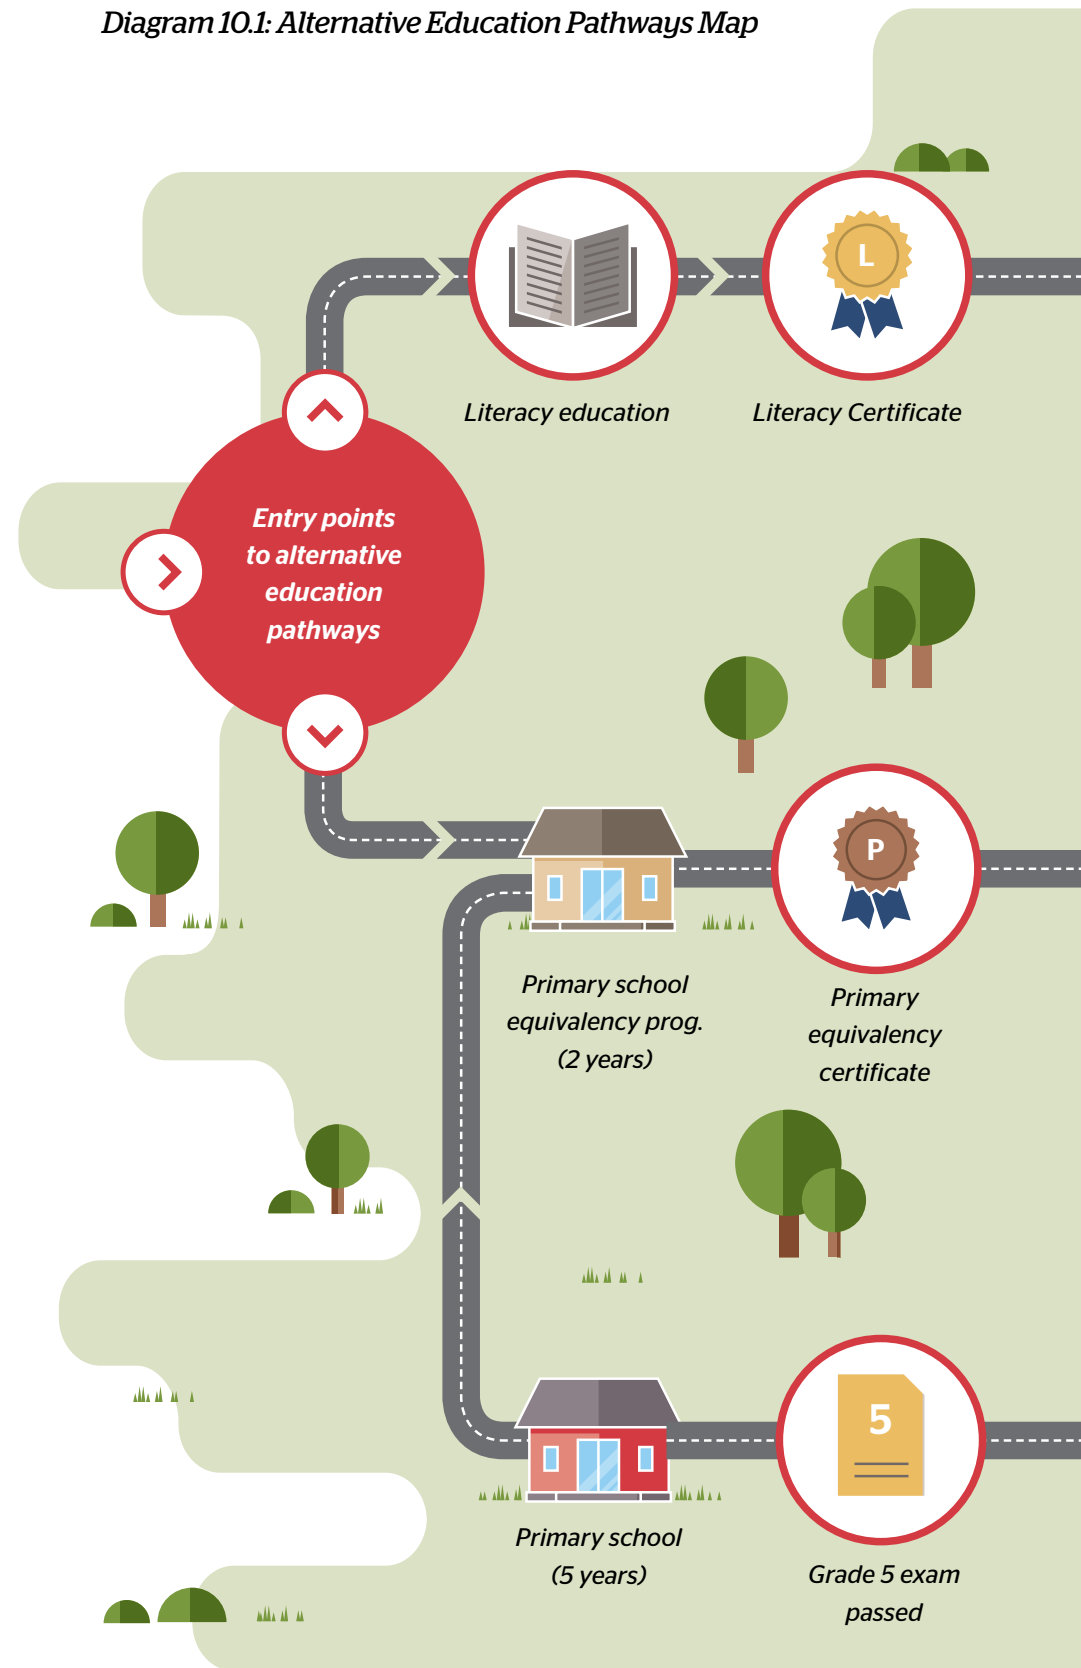 Diagram 10.1: Alternative Education Pathways Map
L
Literacy education
Literacy Certificate
Entry points
to alternative
education
pathways
P
Primary school
equivalency prog.
(2 years)
Primary
equivalency
certificate
5
Primary school
(5 years)
Grade 5 exam
passed